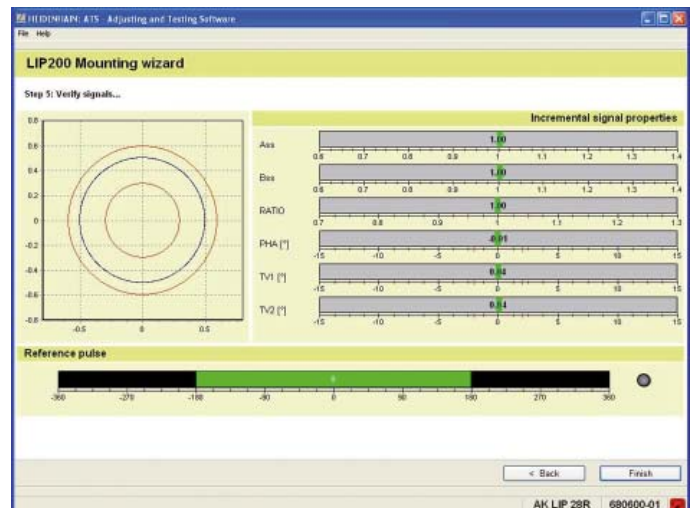 HEIDENHAIN: ATS - Adjusting and Testing Software
File Help
LIP200 Mounting wizard
Step 5: Verify signals...
Incremental signal properties
0.8
0.6
0.4
0.2
0
-0.2
-0.4
-0.6
-0.8
-0.5 0 0.5
Ass 1.00
0.6 0.7 0.8 0.9 1 1.1 1.2 1.3 1.4
Bss 1.00
0.6 0.7 0.8 0.9 1 1.1 1.2 1.3 1.4
RATIO 1.00
0.7 0.8 0.9 1 1.1 1.2 1.3
PHA [°] -0.01
-15 -10 -5 0 5 10 15
TV1 [°] 0.04
-15 -10 -5 0 5 10 15
TV2 [°] 0.04
-15 -10 -5 0 5 10 15
Reference pulse
-360 -270 -180 -90 0 90 180 270 360
< Back Finish
AK LIP 28R 680600-01